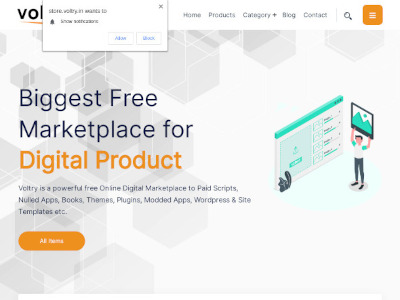 store.voltry.in wants to
Show notifications
Allow
Block
Home
Products
Category +
Blog
Contact
Biggest Free
Marketplace for
Digital Product
Voltry is a powerful free Online Digital Marketplace to Paid Scripts,
Nulled Apps, Books, Themes, Plugins, Modded Apps, Wordpress & Site
Templates etc.
All Items